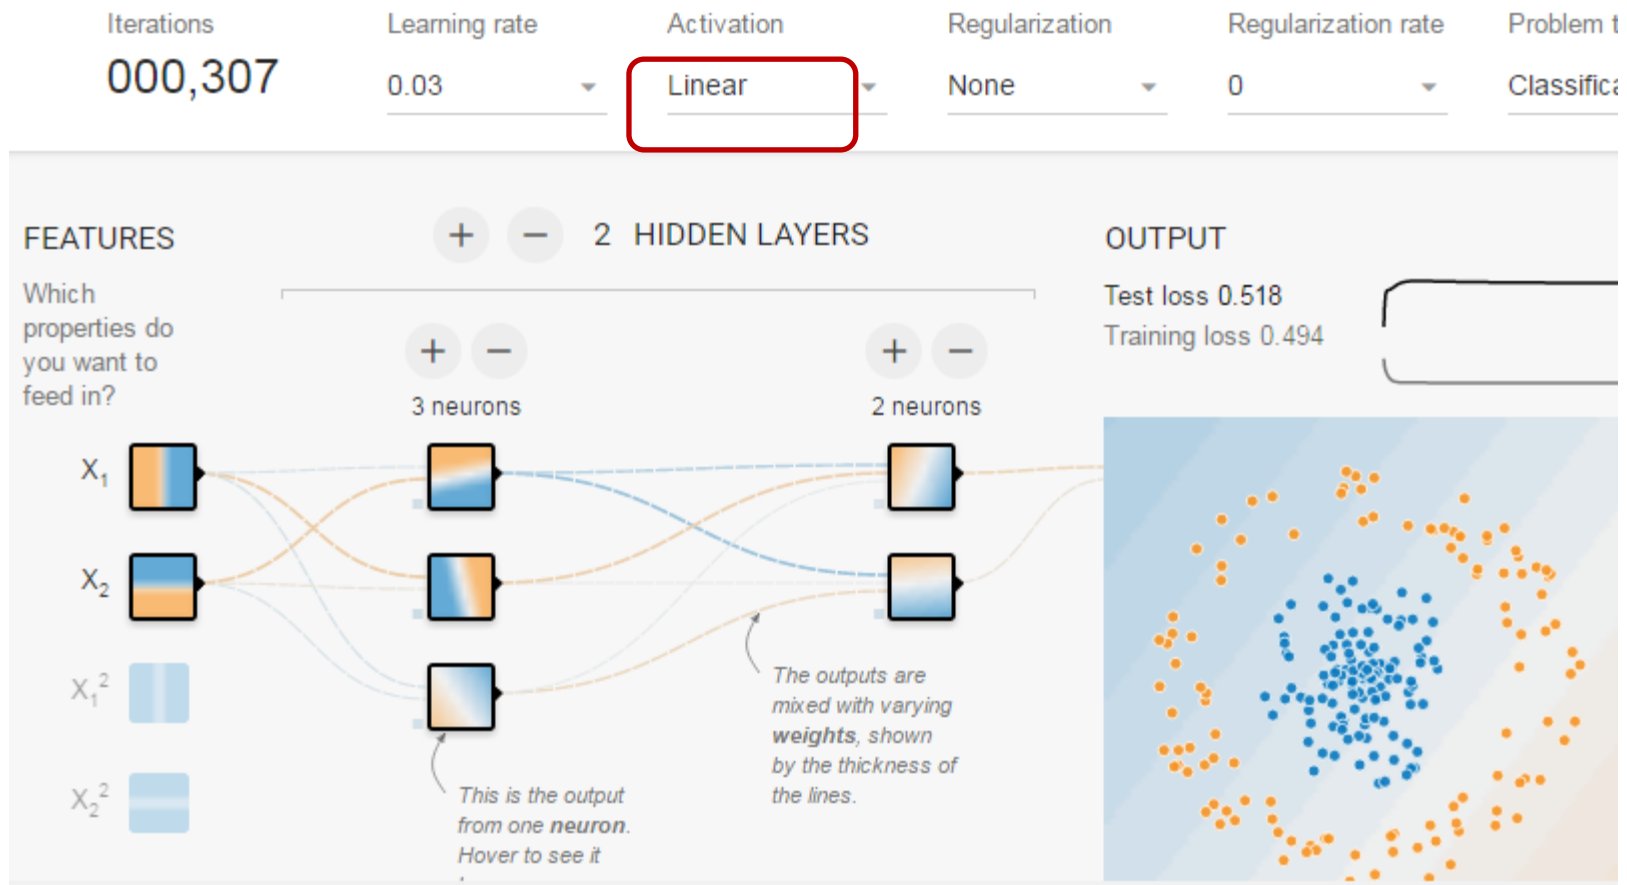 Iterations
000,307
Learning rate
0.03
Activation
Linear
Regularization
None
Regularization rate
0
Problem t
Classifica
FEATURES
Which
properties do
you want to
feed in?
X1
X2
X1²
X2²
+ − 2 HIDDEN LAYERS
+ −
3 neurons
+ −
2 neurons
This is the output
from one neuron.
Hover to see it
The outputs are
mixed with varying
weights, shown
by the thickness of
the lines.
OUTPUT
Test loss 0.518
Training loss 0.494